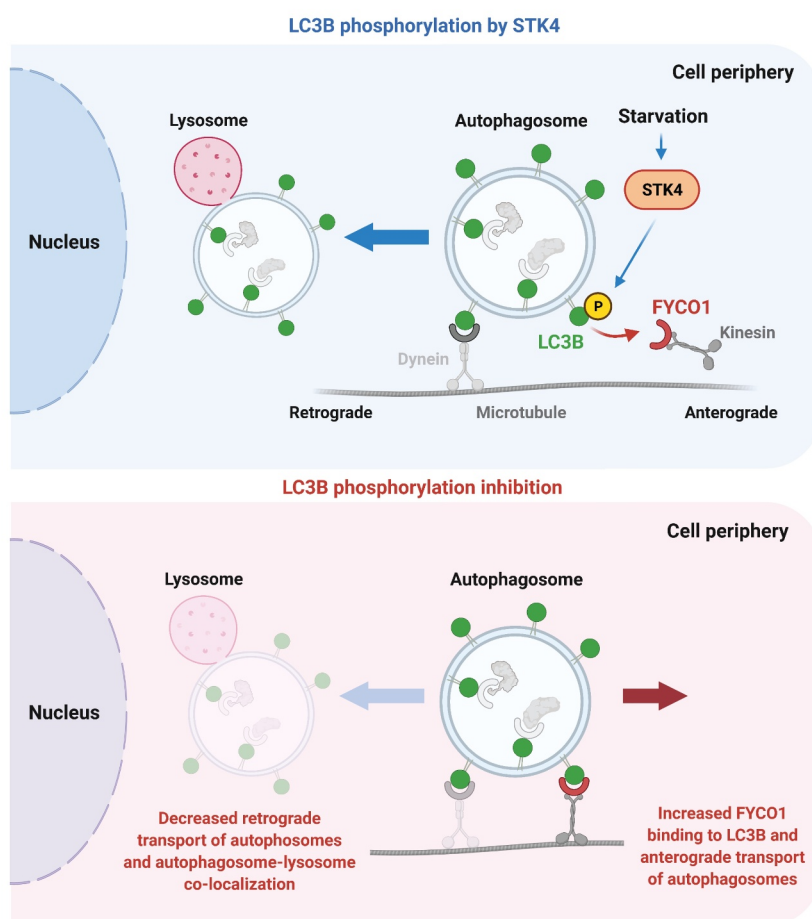 LC3B phosphorylation by STK4
Cell periphery
Lysosome
Autophagosome
Starvation
STK4
Nucleus
P
FYCO1
LC3B
Kinesin
Dynein
Retrograde
Microtubule
Anterograde
LC3B phosphorylation inhibition
Cell periphery
Lysosome
Autophagosome
Nucleus
Decreased retrograde
transport of autophosomes
and autophagosome-lysosome
co-localization
Increased FYCO1
binding to LC3B and
anterograde transport
of autophagosomes